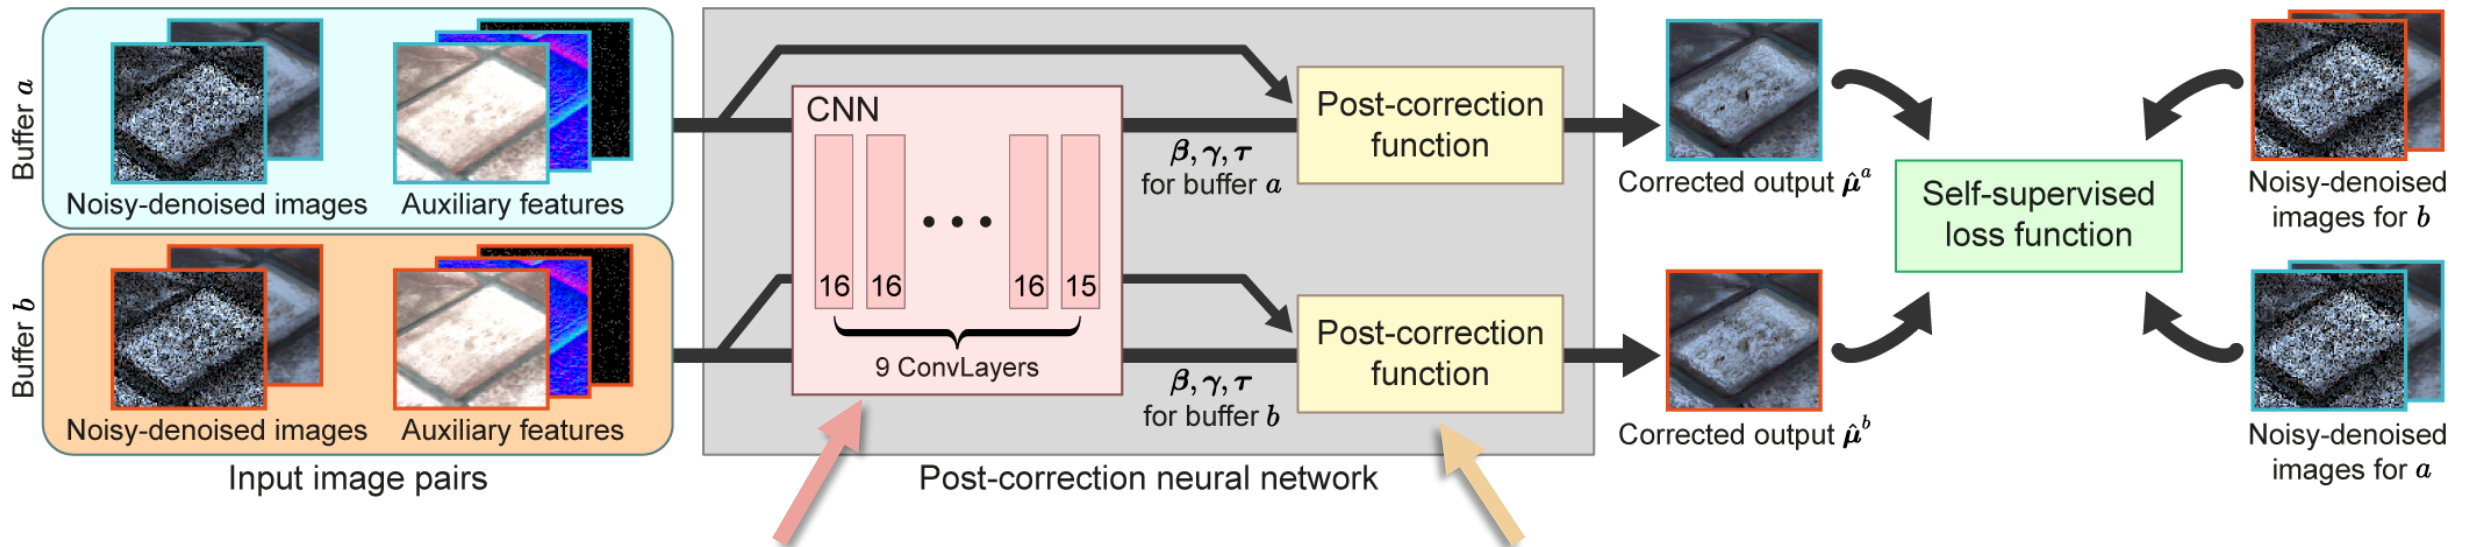 Buffer a
Noisy-denoised images
Auxiliary features
Buffer b
Noisy-denoised images
Auxiliary features
Input image pairs
CNN
16
16
16
15
9 ConvLayers
β, γ, τ
for buffer a
β, γ, τ
for buffer b
Post-correction
function
Post-correction
function
Post-correction neural network
Corrected output μ̂ᵃ
Corrected output μ̂ᵇ
Self-supervised
loss function
Noisy-denoised
images for b
Noisy-denoised
images for a